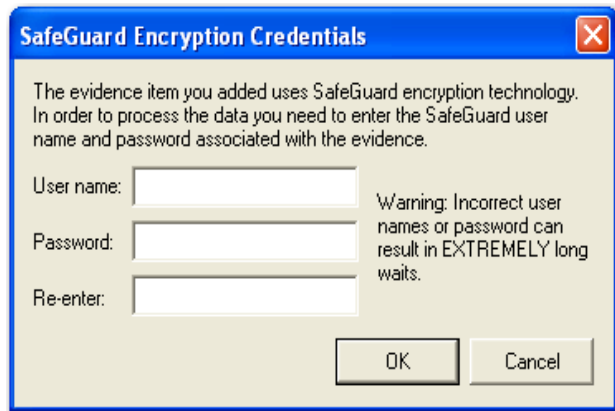 SafeGuard Encryption Credentials
The evidence item you added uses SafeGuard encryption technology.
In order to process the data you need to enter the SafeGuard user
name and password associated with the evidence.
User name:
Warning: Incorrect user
names or password can
result in EXTREMELY long
waits.
Password:
Re-enter:
OK
Cancel